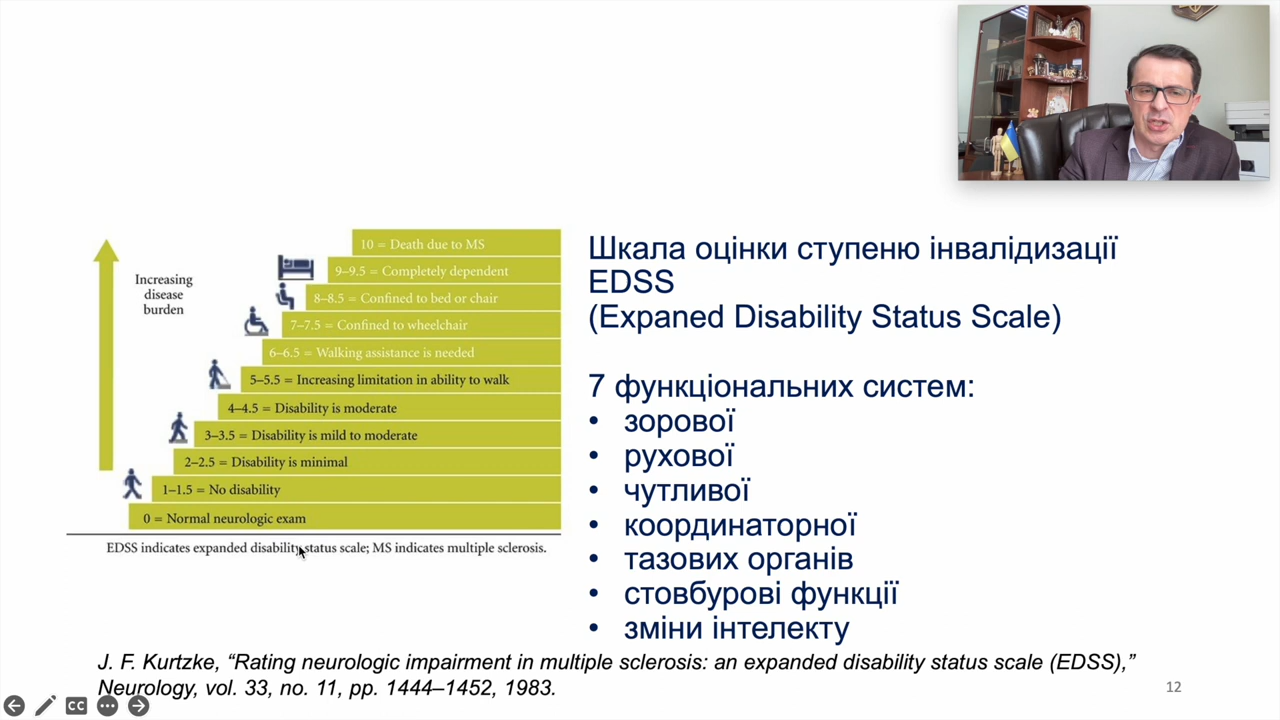 10 = Death due to MS
9–9.5 = Completely dependent
8–8.5 = Confined to bed or chair
7–7.5 = Confined to wheelchair
6–6.5 = Walking assistance is needed
5–5.5 = Increasing limitation in ability to walk
4–4.5 = Disability is moderate
3–3.5 = Disability is mild to moderate
2–2.5 = Disability is minimal
1–1.5 = No disability
0 = Normal neurologic exam
Increasing
disease
burden
EDSS indicates expanded disability status scale; MS indicates multiple sclerosis.
Шкала оцінки ступеню інвалідизації
EDSS
(Expaned Disability Status Scale)
7 функціональних систем:
• зорової
• рухової
• чутливої
• координаторної
• тазових органів
• стовбурові функції
• зміни інтелекту
J. F. Kurtzke, “Rating neurologic impairment in multiple sclerosis: an expanded disability status scale (EDSS),”
Neurology, vol. 33, no. 11, pp. 1444–1452, 1983.
12
CC